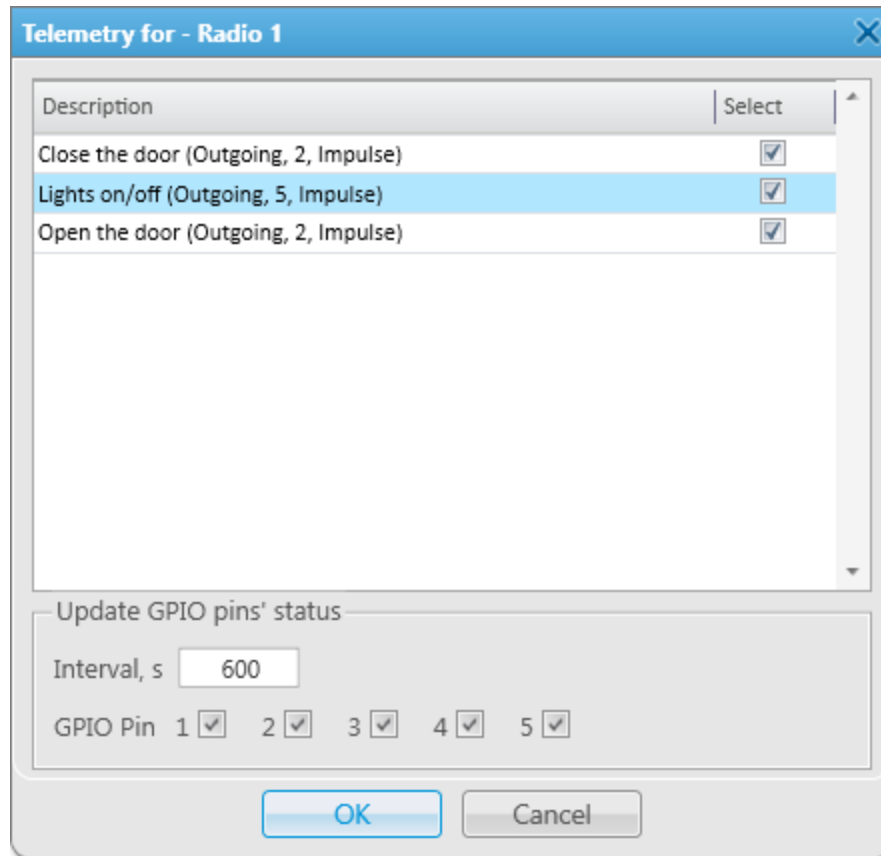 Telemetry for - Radio 1
Description Select
Close the door (Outgoing, 2, Impulse)
Lights on/off (Outgoing, 5, Impulse)
Open the door (Outgoing, 2, Impulse)
Update GPIO pins' status
Interval, s 600
GPIO Pin 1 2 3 4 5
OK Cancel